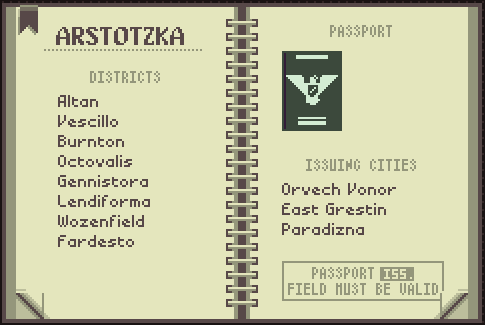 ARSTOTZKA
DISTRICTS
Altan
Vescillo
Burnton
Octovalis
Gennistora
Lendiforma
Wozenfield
Fardesto
PASSPORT
ISSUING CITIES
Orvech Vonor
East Grestin
Paradizna
PASSPORT ISS.
FIELD MUST BE VALID